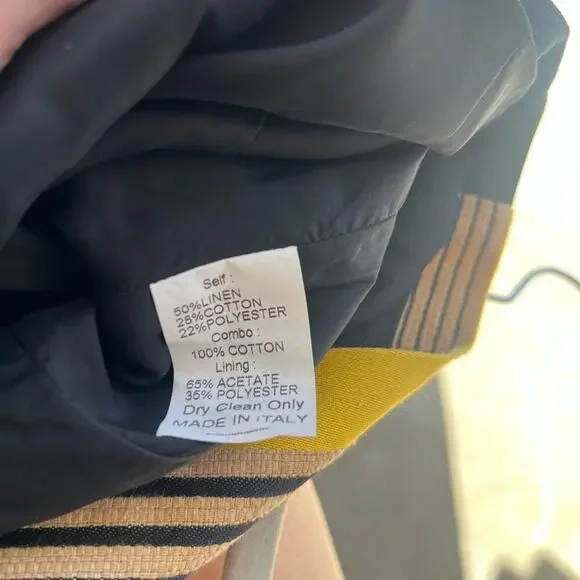 Self :
50%LINEN
28%COTTON
22%POLYESTER
Combo :
100% COTTON
Lining :
65% ACETATE
35% POLYESTER
Dry Clean Only
MADE IN ITALY